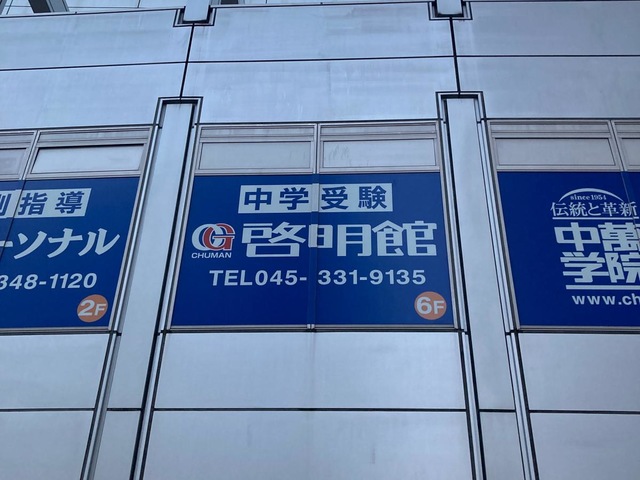 別指導
ーソナル
348-1120
2F
中学受験
CG 啓明館
CHUMAN
TEL045-331-9135
6F
since 1954
伝統と革新
中萬
学院
www.ch